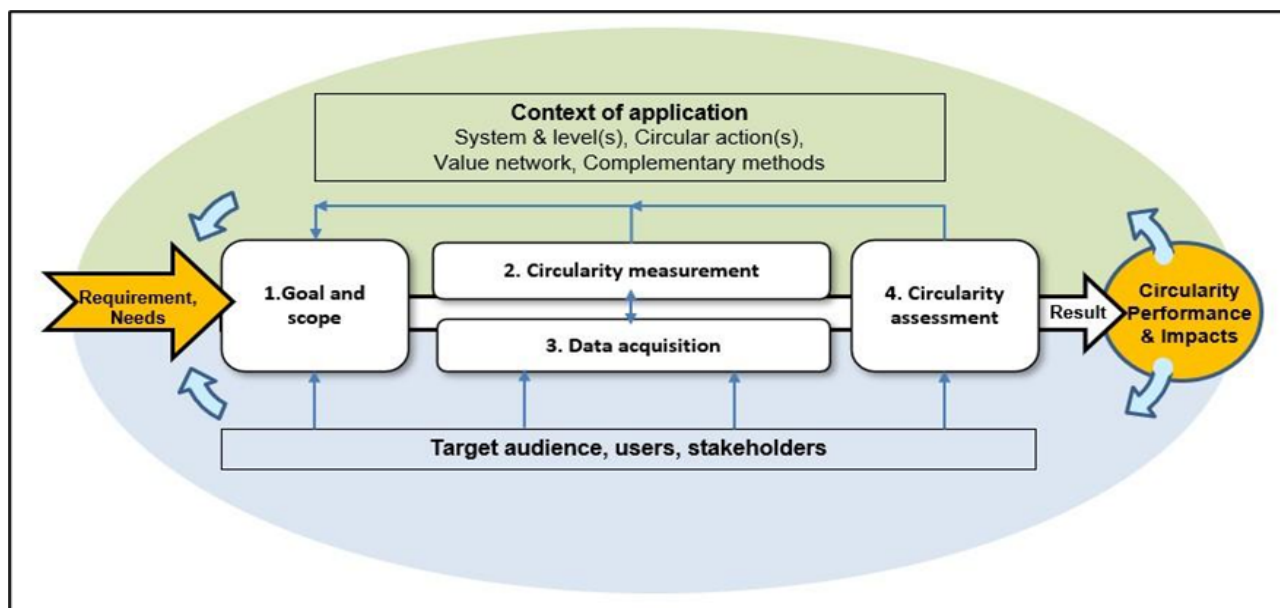 Context of application
System & level(s), Circular action(s),
Value network, Complementary methods
Requirement,
Needs
1.Goal and
scope
2. Circularity measurement
3. Data acquisition
4. Circularity
assessment
Result
Circularity
Performance
& Impacts
Target audience, users, stakeholders